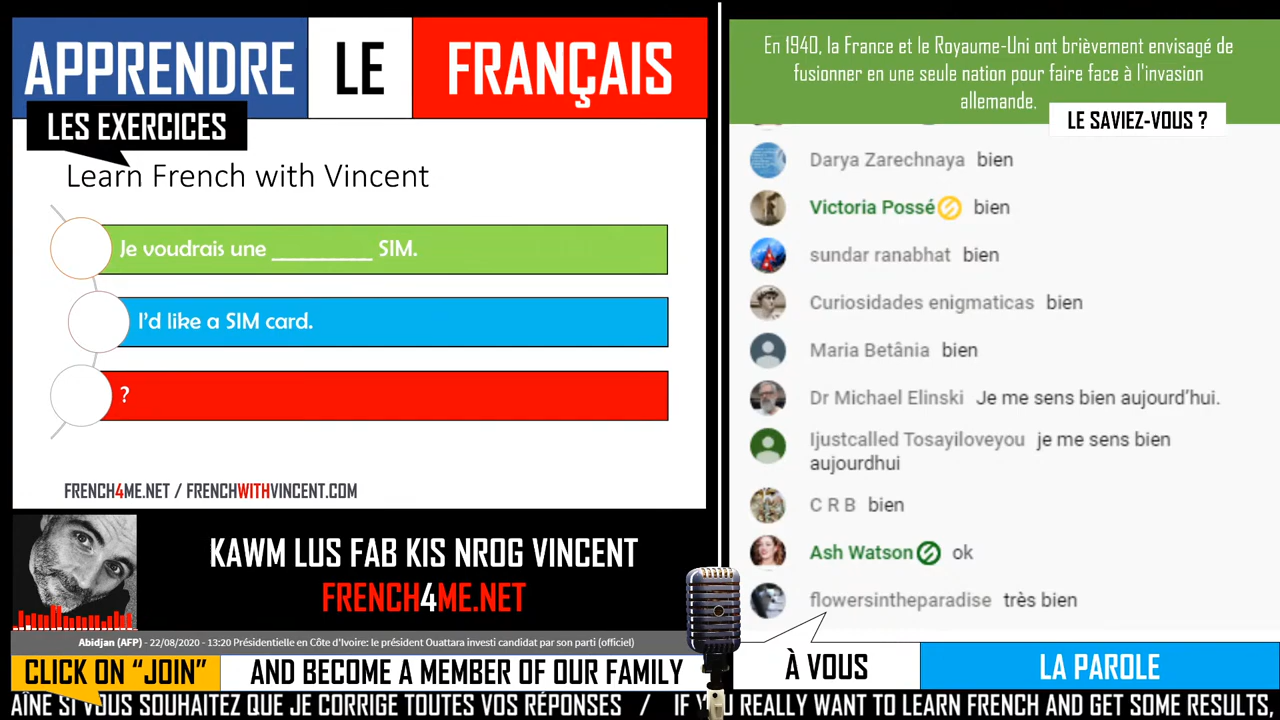 APPRENDRE LE FRANÇAIS
LES EXERCICES
Learn French with Vincent
Je voudrais une __________ SIM.
I'd like a SIM card.
?
FRENCH4ME.NET / FRENCHWITHVINCENT.COM
KAWM LUS FAB KIS NROG VINCENT
FRENCH4ME.NET
Abidjan (AFP) - 22/08/2020 - 13:20 Présidentielle en Côte d'Ivoire: le président Ouattara investi candidat par son parti (officiel)
CLICK ON “JOIN” AND BECOME A MEMBER OF OUR FAMILY
En 1940, la France et le Royaume-Uni ont brièvement envisagé de
fusionner en une seule nation pour faire face à l'invasion
allemande.
LE SAVIEZ-VOUS ?
Darya Zarechnaya bien
Victoria Possé bien
sundar ranabhat bien
Curiosidades enigmaticas bien
Maria Betânia bien
Dr Michael Elinski Je me sens bien aujourd’hui.
Ijustcalled Tosayiloveyou je me sens bien
aujourdhui
C R B bien
Ash Watson ok
flowersintheparadise très bien
À VOUS LA PAROLE
AINE SI VOUS SOUHAITEZ QUE JE CORRIGE TOUTES VOS RÉPONSES / IF YOU REALLY WANT TO LEARN FRENCH AND GET SOME RESULTS,